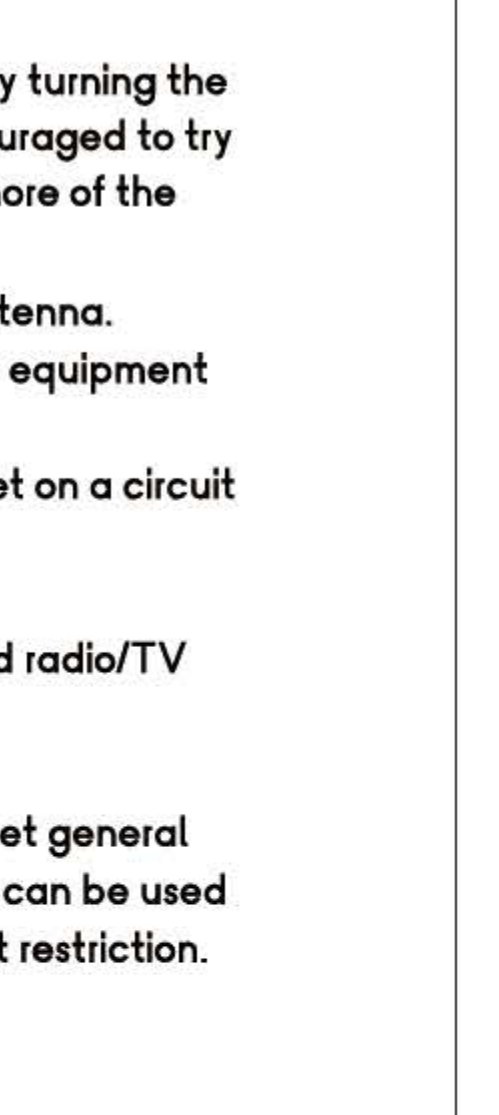 y turning the
uraged to try
ore of the
tenna.
equipment
et on a circuit
d radio/TV
et general
can be used
t restriction.